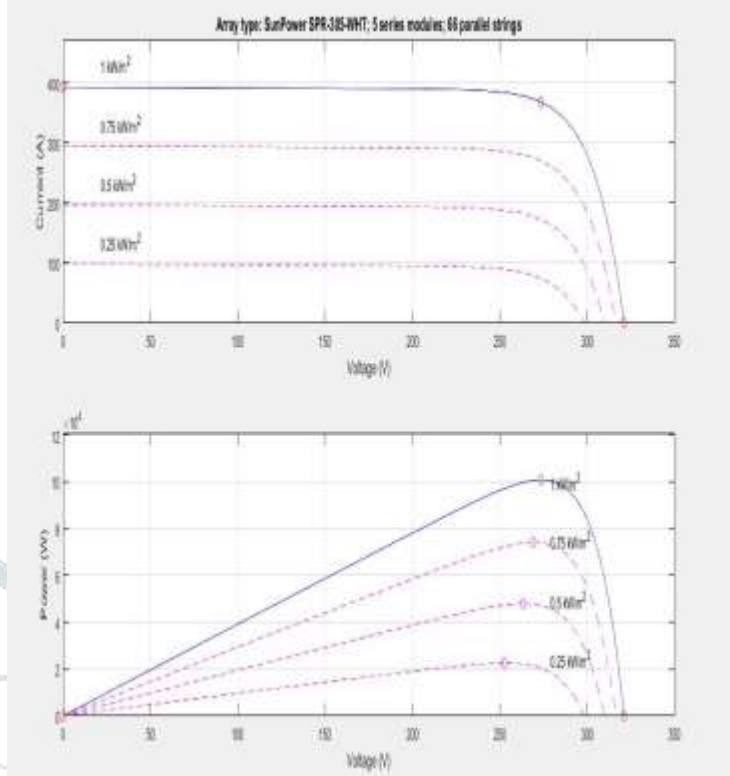 Array type: SunPower SPR-305-WHT; 5 series modules; 66 parallel strings
1 kW/m2
400
0.75 kW/m2
300
0.5 kW/m2
200
0.25 kW/m2
100
0
Current (A)
0 50 100 150 200 250 300 350
Voltage (V)
12
1 kW/m2
10
0.75 kW/m2
8
6
0.5 kW/m2
4
0.25 kW/m2
2
0
Power (W)
0 50 100 150 200 250 300 350
Voltage (V)